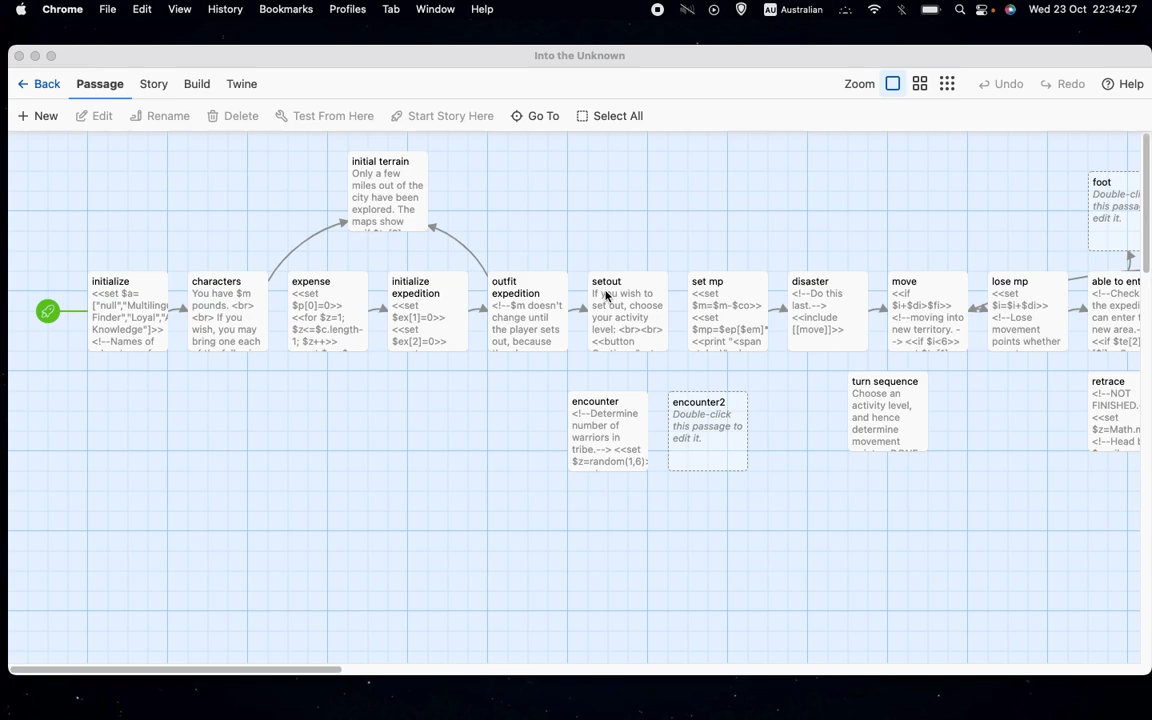 Chrome File Edit View History Bookmarks Profiles Tab Window Help AU Australian Wed 23 Oct 22:34:27
Into the Unknown
Back Passage Story Build Twine Zoom Undo Redo Help
New Edit Rename Delete Test From Here Start Story Here Go To Select All
initial terrain
Only a few
miles out of the
city have been
explored. The
maps show
foot
Double-cli
this passa
edit it.
initialize
<<set $a=
["null","Multilingu
Finder","Loyal","
Knowledge"]>>
<!--Names of
characters
You have $m
pounds. <br>
<br> If you
wish, you may
bring one each
expense
<<set
$p[0]=0>>
<<for $z=1;
$z<=$c.length-
1; $z++>>
initialize
expedition
<<set
$ex[1]=0>>
<<set
$ex[2]=0>>
outfit
expedition
<!--$m doesn't
change until
the player sets
out, because
setout
If you wish to
set out, choose
your activity
level: <br><br>
<<button
set mp
<<set
$m=$m-$co>>
<<set
$mp=$ep[$em]*
<<print "<span
disaster
<!--Do this
last.-->
<<include
[[move]]>>
move
<<if
$i+$di>$fi>>
<!--moving into
new territory. -
-> <<if $i<6>>
lose mp
<<set
$i=$i+$di>>
<!--Lose
movement
points whether
able to ent
<!--Check
the expedi
can enter t
new area.-
<<if $te[2]
encounter
<!--Determine
number of
warriors in
tribe.--> <<set
$z=random(1,6)>
encounter2
Double-click
this passage to
edit it.
turn sequence
Choose an
activity level,
and hence
determine
movement
retrace
<!--NOT
FINISHED.
<<set
$z=Math.m
<!--Head b